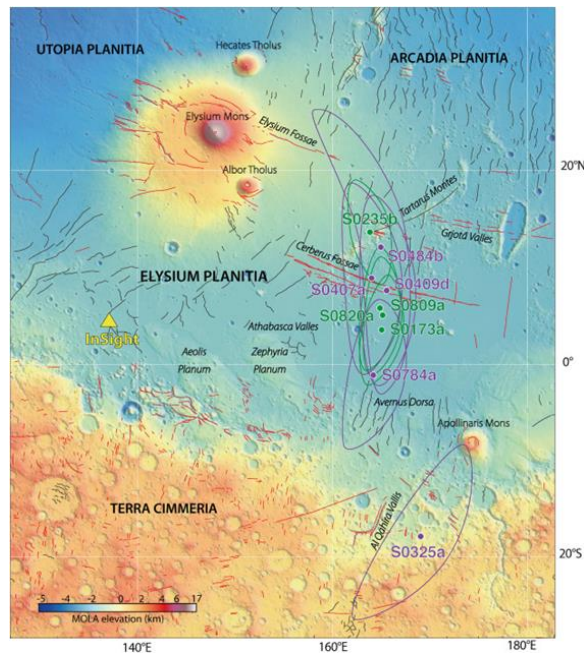 UTOPIA PLANITIA
Hecates Tholus
ARCADIA PLANITIA
Elysium Mons
Elysium Fossae
Albor Tholus
20°N
S0235b
Tartarus Montes
Grjotá Valles
S0484b
Cerberus Fossae
ELYSIUM PLANITIA
S0407a
S0409d
S0809a
S0820a
InSight
Athabasca Valles
S0173a
Aeolis
Planum
Zephyria
Planum
0°
S0784a
Avernus Dorsa
Apollinaris Mons
TERRA CIMMERIA
Al Qahira Vallis
S0325a
20°S
-5 -3 -2 0 2 4 6 17
MOLA elevation (km)
140°E 160°E 180°E